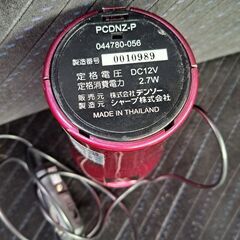 PCDNZ-P
044780-056
製造番号 0010989
定格電圧 DC12V
定格消費電力 2.7W
販売元 株式会社デンソー
製造元 シャープ株式会社
MADE IN THAILAND